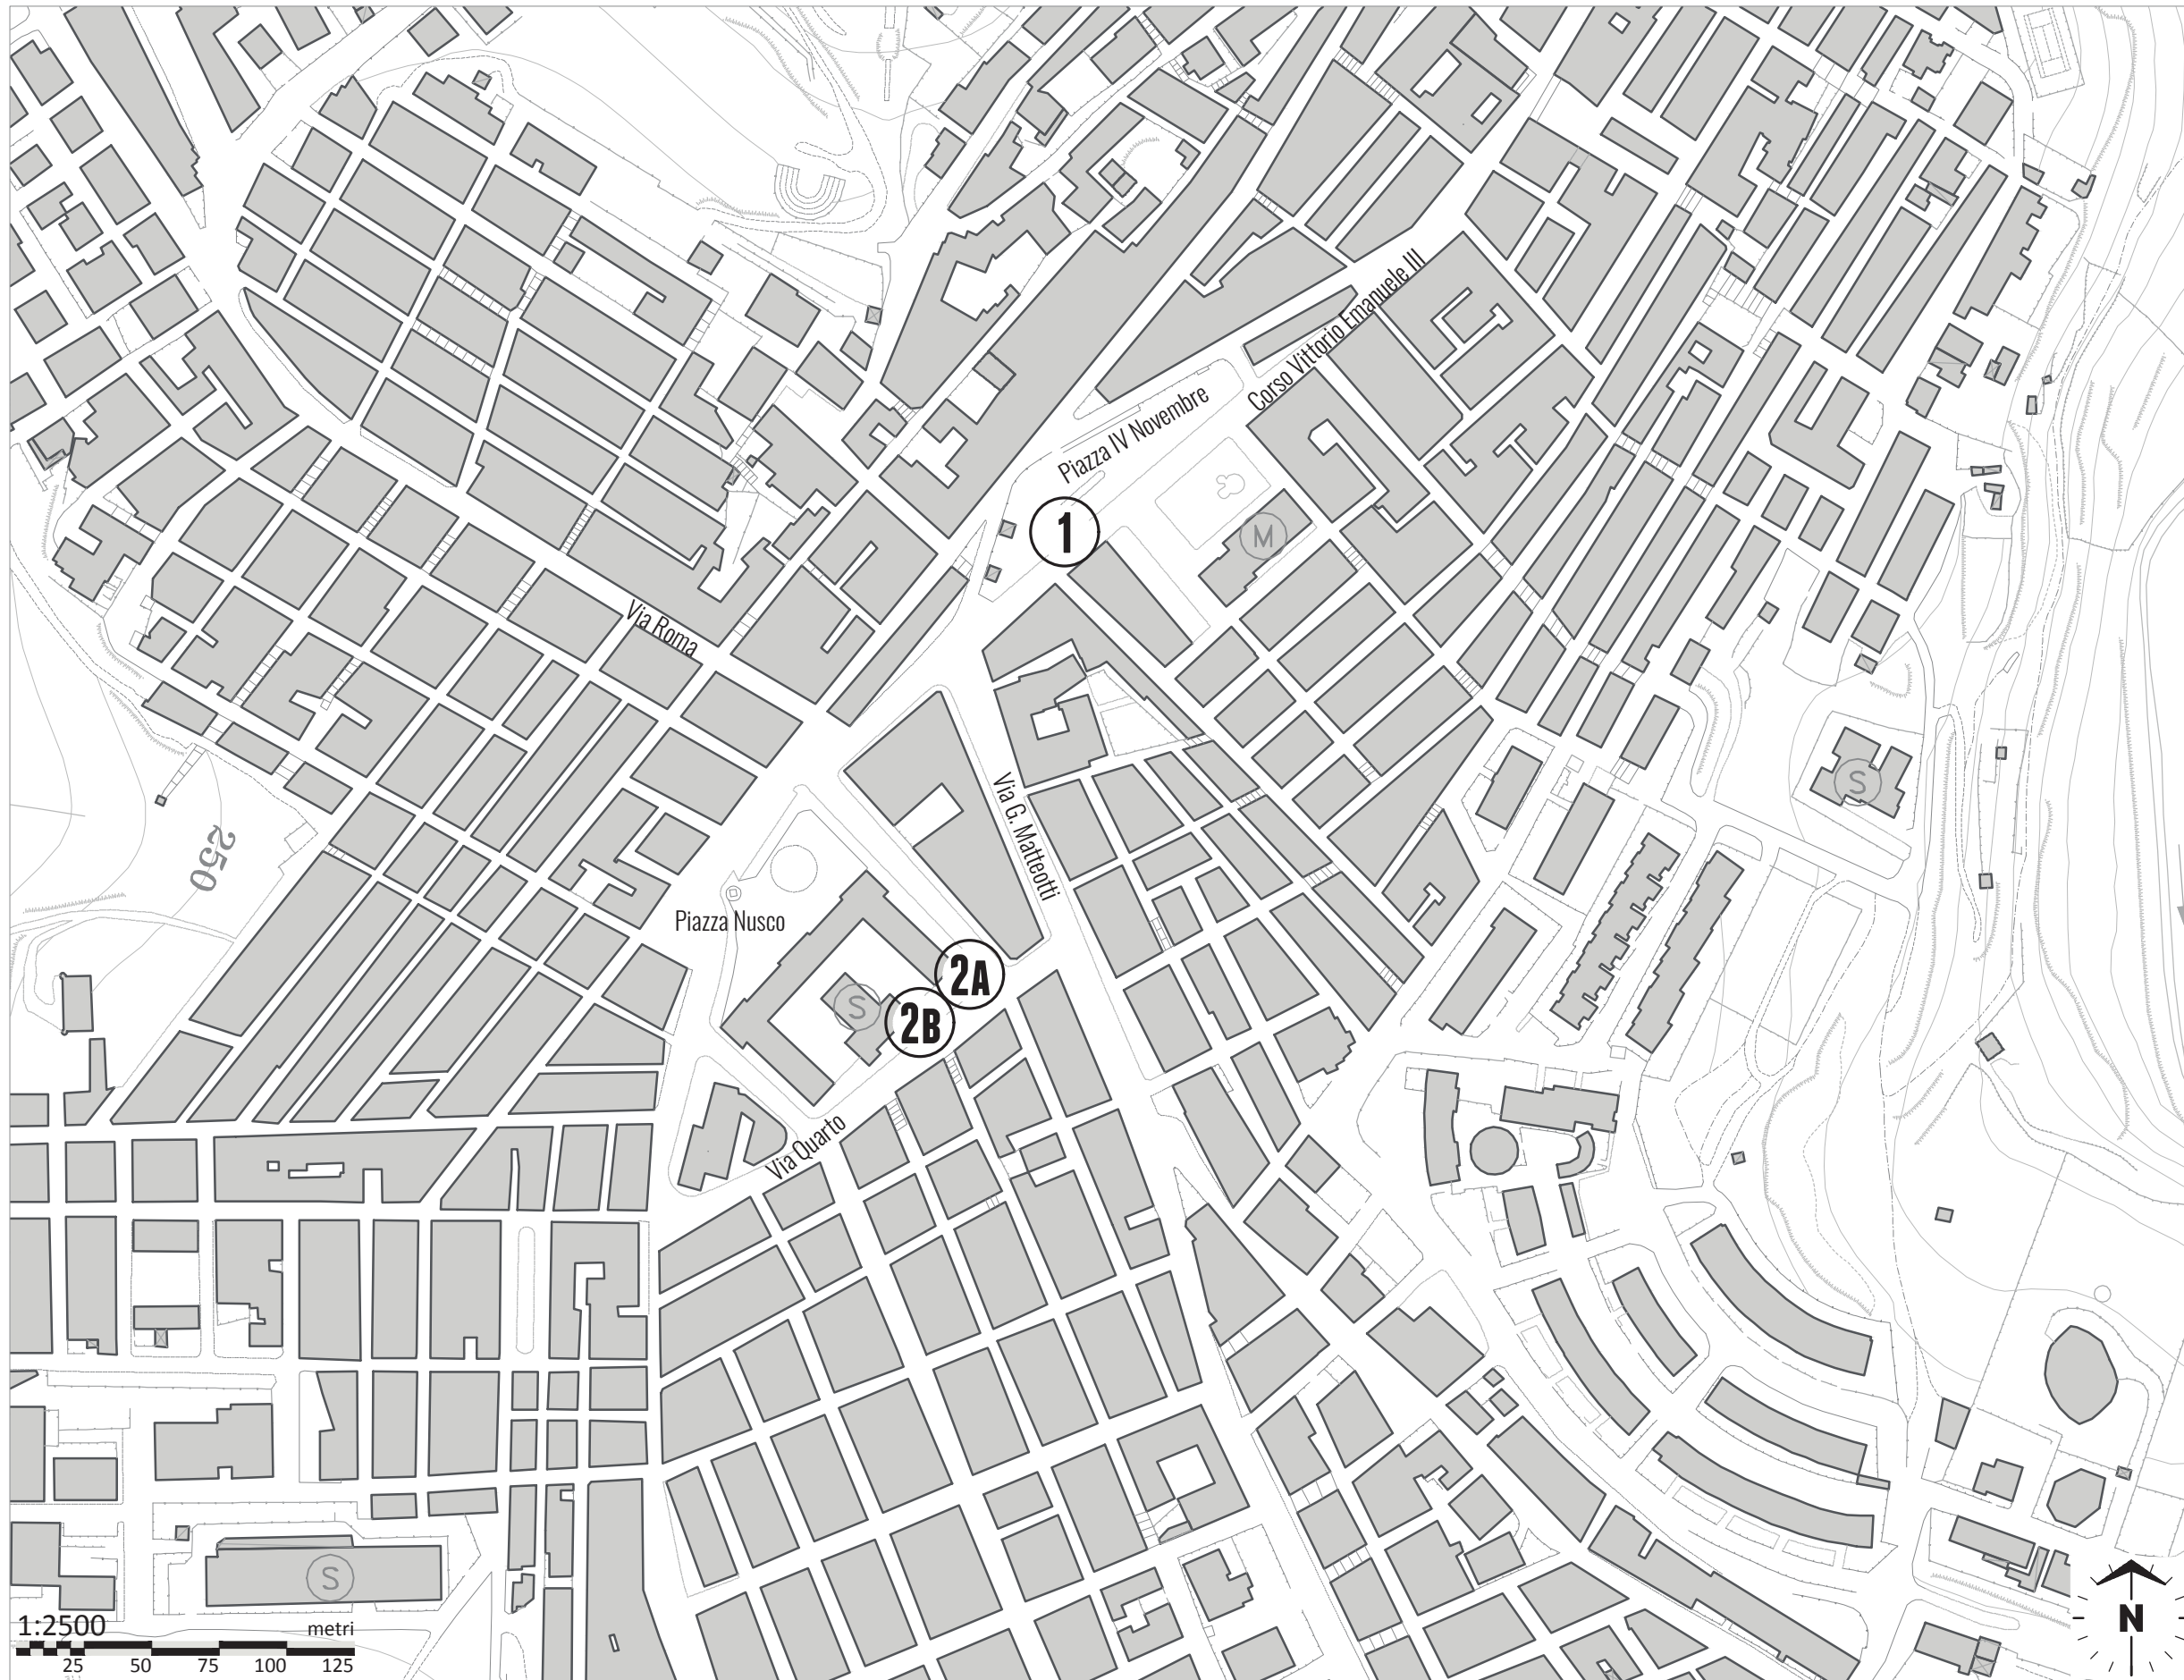 Corso Vittorio Emanuele III
Piazza IV Novembre
1
M
Via Roma
S
Via G. Matteotti
250
Piazza Nusco
2A
S
2B
Via Quarto
S
1:2500
metri
25 50 75 100 125
N